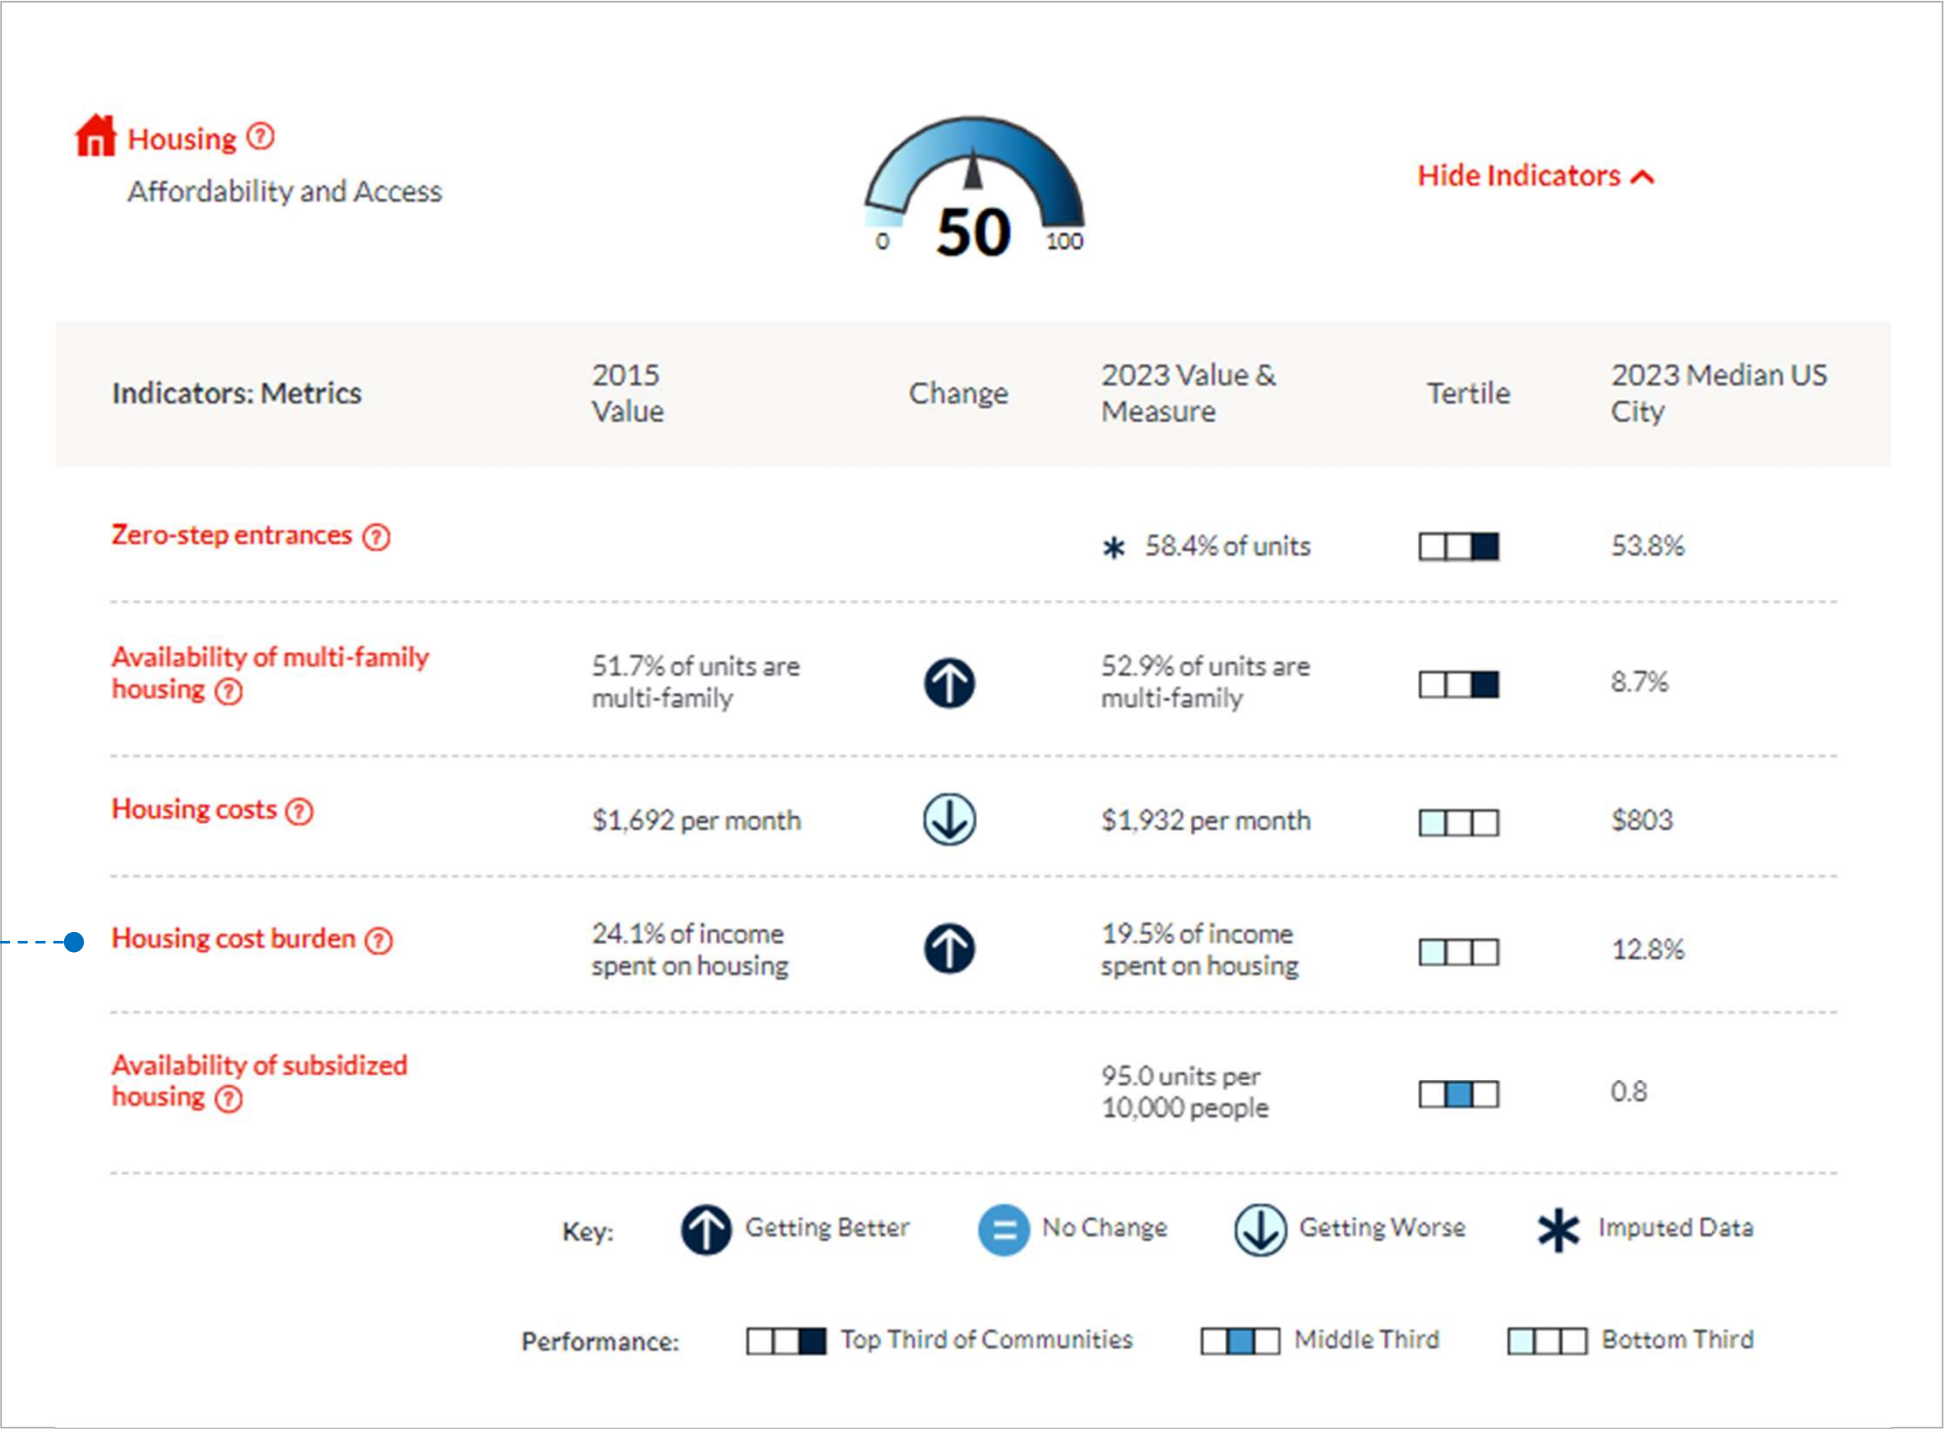 Housing ?
Affordability and Access
0 50 100
Hide Indicators
Indicators: Metrics
2015
Value
Change
2023 Value &
Measure
Tertile
2023 Median US
City
Zero-step entrances ?
* 58.4% of units
53.8%
Availability of multi-family
housing ?
51.7% of units are
multi-family
52.9% of units are
multi-family
8.7%
Housing costs ?
$1,692 per month
$1,932 per month
$803
Housing cost burden ?
24.1% of income
spent on housing
19.5% of income
spent on housing
12.8%
Availability of subsidized
housing ?
95.0 units per
10,000 people
0.8
Key: Getting Better No Change Getting Worse * Imputed Data
Performance: Top Third of Communities Middle Third Bottom Third